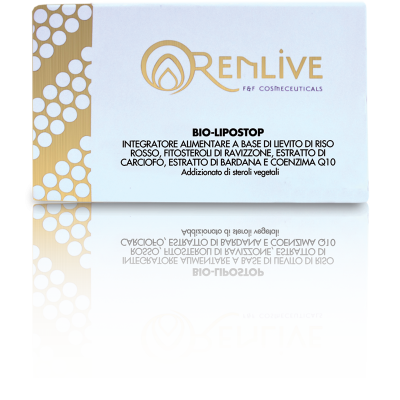 RENLIVE
F&F COSMECEUTICALS
BIO-LIPOSTOP
INTEGRATORE ALIMENTARE A BASE DI LIEVITO DI RISO
ROSSO, FITOSTEROLI DI RAVIZZONE, ESTRATTO DI
CARCIOFO, ESTRATTO DI BARDANA E COENZIMA Q10
Addizionato di steroli vegetali